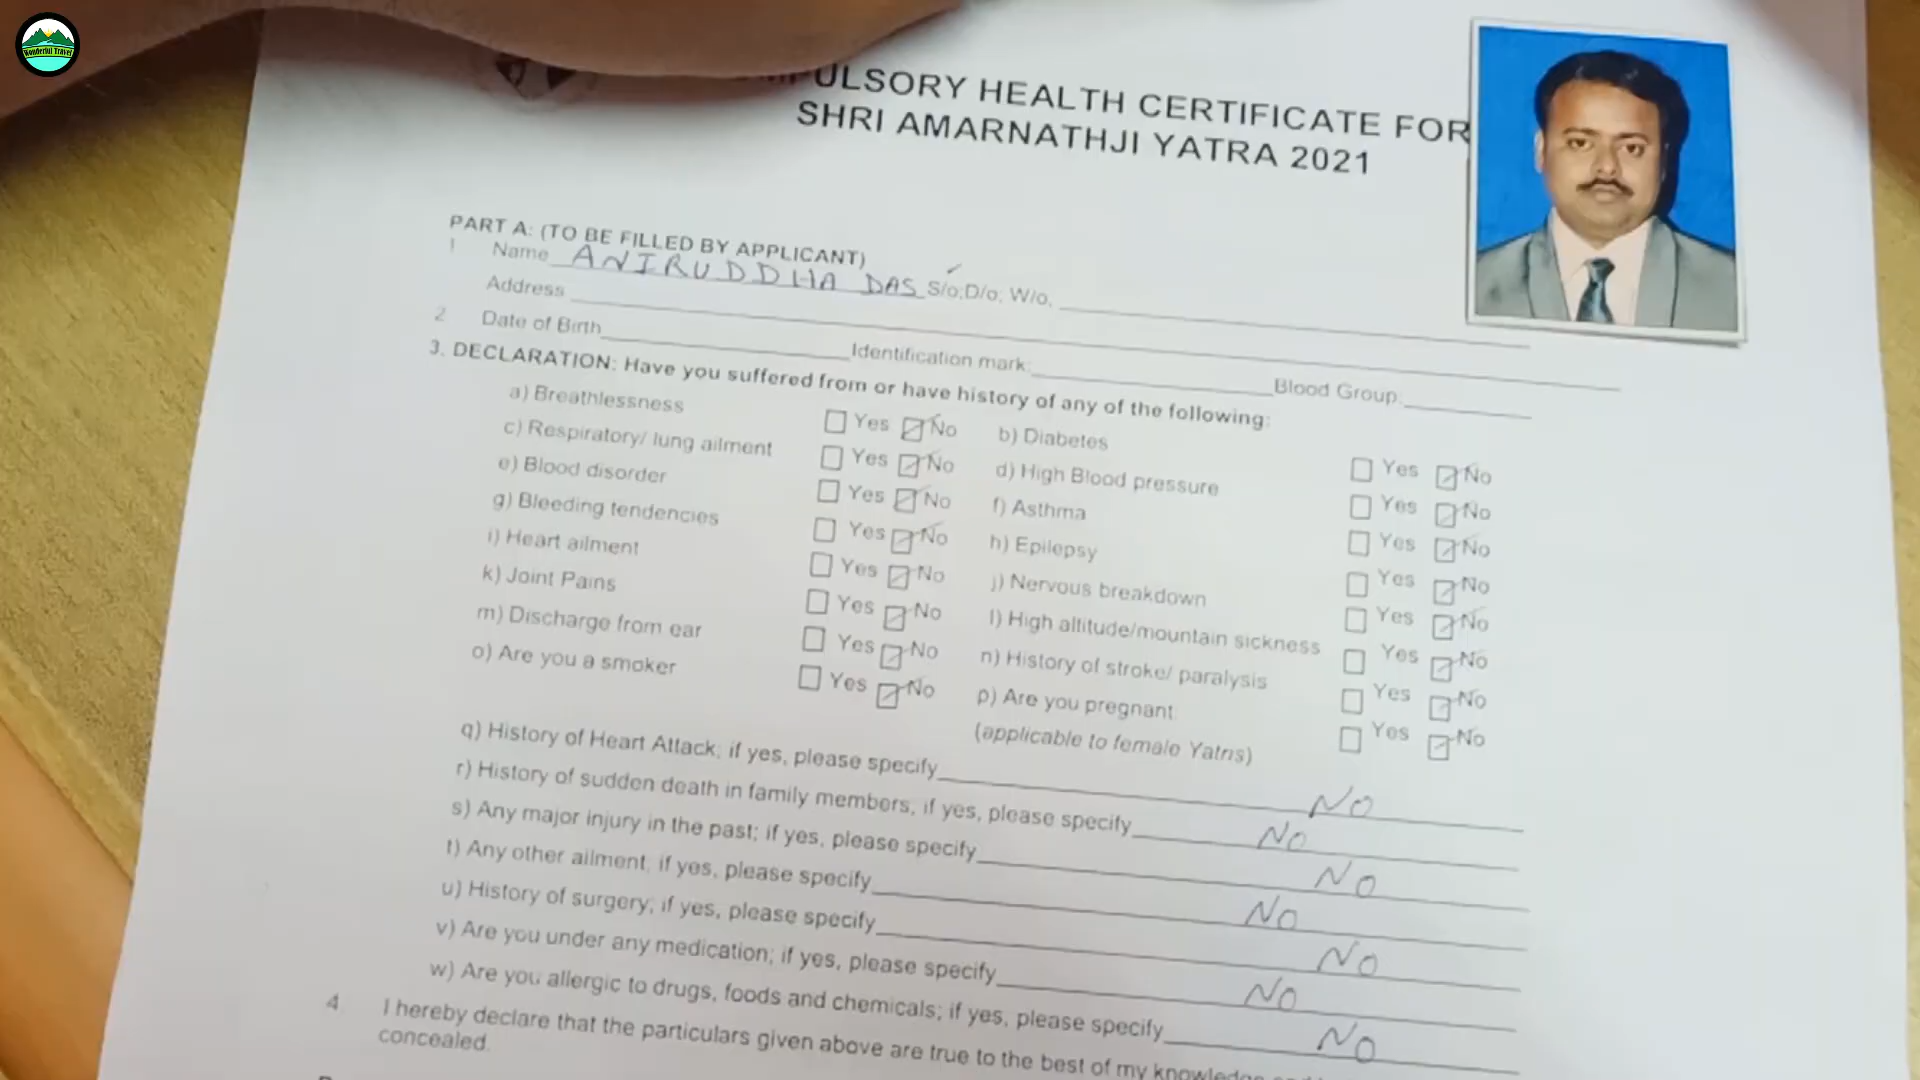 Wonderful Travel
PULSORY HEALTH CERTIFICATE FOR
SHRI AMARNATHJI YATRA 2021
PART A: (TO BE FILLED BY APPLICANT)
1 Name ANIRUDDHA DAS S/o;D/o; W/o,
Address
2 Date of Birth Identification mark: Blood Group:
3. DECLARATION: Have you suffered from or have history of any of the following:
a) Breathlessness Yes No b) Diabetes Yes No
c) Respiratory/ lung ailment Yes No d) High Blood pressure Yes No
e) Blood disorder Yes No f) Asthma Yes No
g) Bleeding tendencies Yes No h) Epilepsy Yes No
i) Heart ailment Yes No j) Nervous breakdown Yes No
k) Joint Pains Yes No l) High altitude/mountain sickness Yes No
m) Discharge from ear Yes No n) History of stroke/ paralysis Yes No
o) Are you a smoker Yes No p) Are you pregnant Yes No
(applicable to female Yatris)
q) History of Heart Attack; if yes, please specify NO
r) History of sudden death in family members, if yes, please specify NO
s) Any major injury in the past; if yes, please specify NO
t) Any other ailment; if yes, please specify NO
u) History of surgery; if yes, please specify NO
v) Are you under any medication; if yes, please specify NO
w) Are you allergic to drugs, foods and chemicals; if yes, please specify NO
4. I hereby declare that the particulars given above are true to the best of my knowledge
concealed.